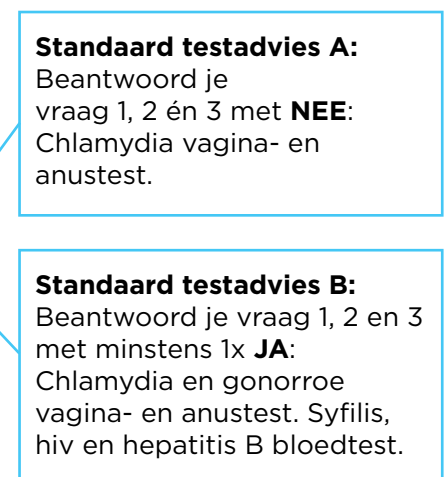 Standaard testadvies A:
Beantwoord je
vraag 1, 2 én 3 met NEE:
Chlamydia vagina- en
anustest.
Standaard testadvies B:
Beantwoord je vraag 1, 2 en 3
met minstens 1x JA:
Chlamydia en gonorroe
vagina- en anustest. Syfilis,
hiv en hepatitis B bloedtest.